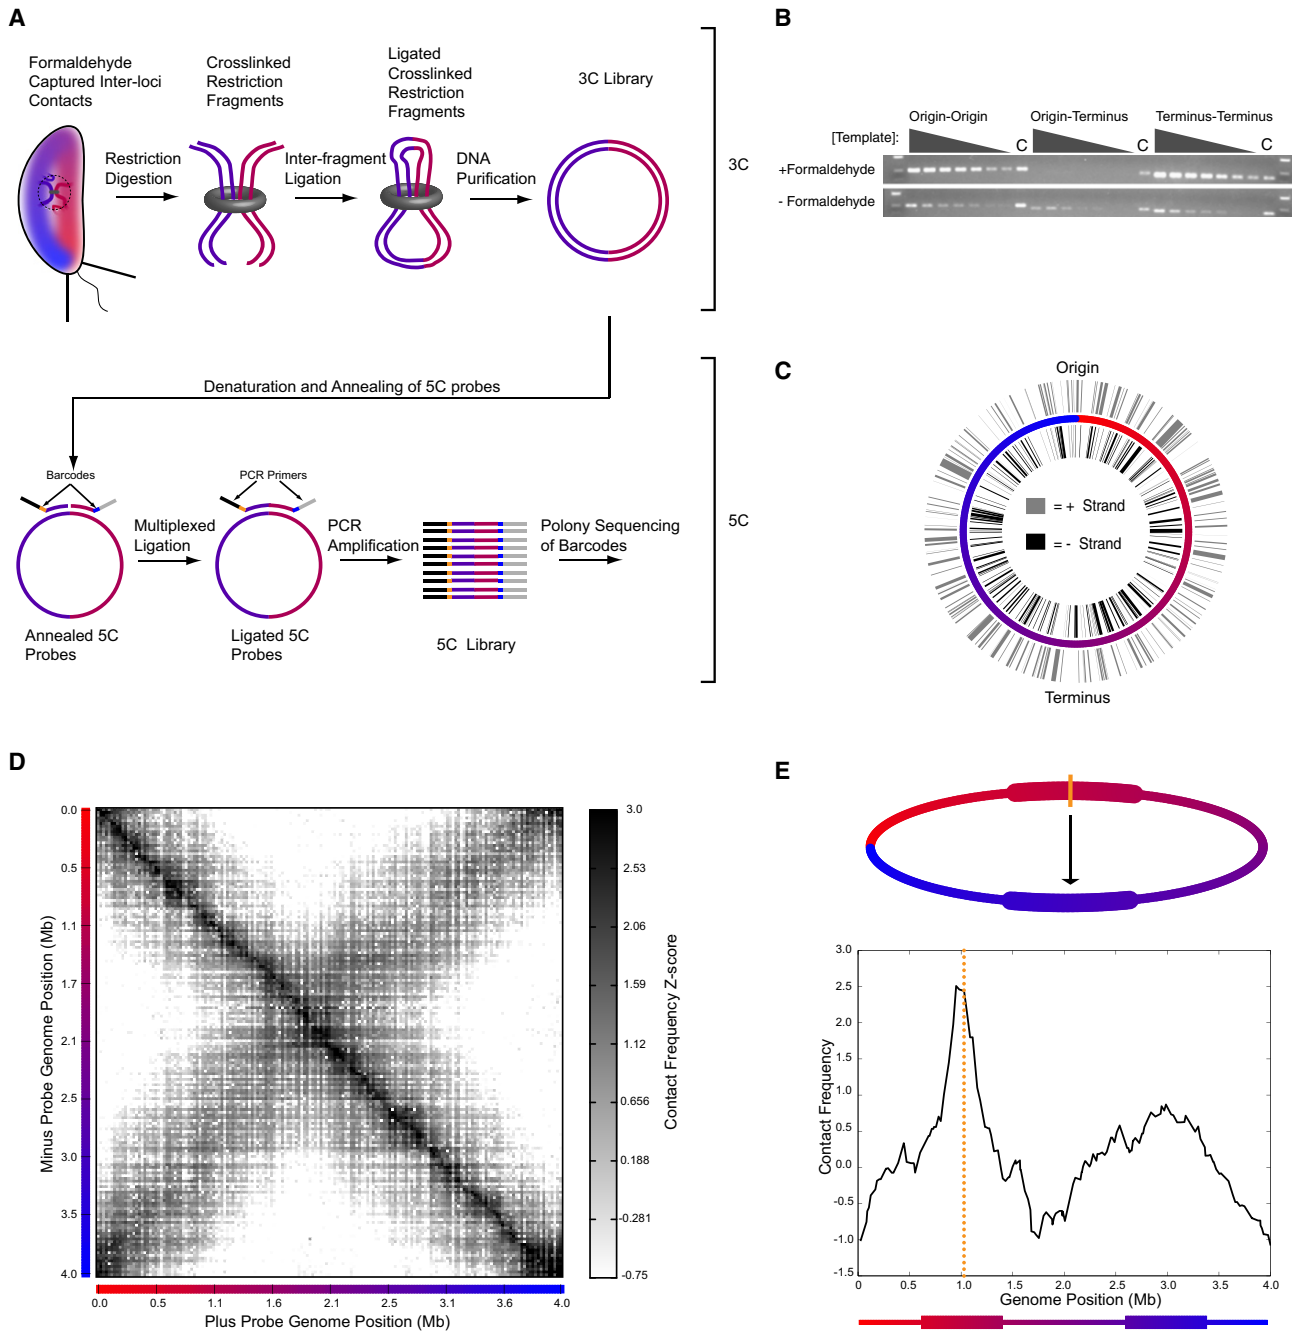 A
Formaldehyde
Captured Inter-loci
Contacts
Crosslinked
Restriction
Fragments
Ligated
Crosslinked
Restriction
Fragments
3C Library
Restriction
Digestion
Inter-fragment
Ligation
DNA
Purification
3C
Denaturation and Annealing of 5C probes
Barcodes
PCR Primers
Multiplexed
Ligation
PCR
Amplification
Polony Sequencing
of Barcodes
Annealed 5C
Probes
Ligated 5C
Probes
5C Library
5C
B
Origin-Origin
Origin-Terminus
Terminus-Terminus
[Template]:
C
C
C
+Formaldehyde
- Formaldehyde
C
Origin
= + Strand
= - Strand
Terminus
D
0.0
0.5
1.1
1.7
2.1
2.5
3.0
3.5
4.0
Minus Probe Genome Position (Mb)
0.0
0.5
1.1
1.6
2.1
2.5
3.1
3.6
4.0
Plus Probe Genome Position (Mb)
3.0
2.53
2.06
1.59
1.12
0.656
0.188
-0.281
-0.75
Contact Frequency Z-score
E
3.0
2.5
2.0
1.5
1.0
0.5
0.0
-0.5
-1.0
-1.5
Contact Frequency
0
0.5
1.0
1.5
2.0
2.5
3.0
3.5
4.0
Genome Position (Mb)